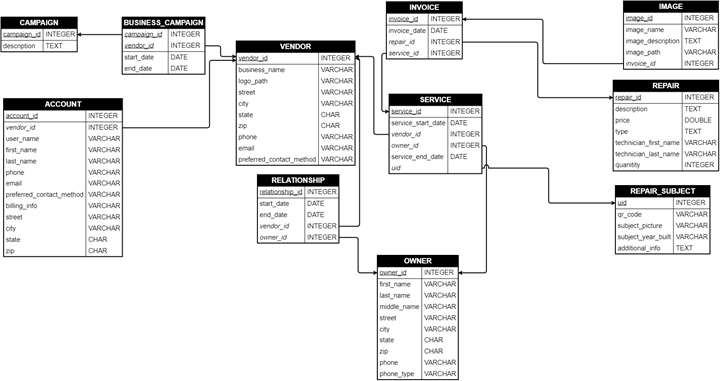 CAMPAIGN
campaign_id INTEGER
description TEXT
BUSINESS_CAMPAIGN
campaign_id INTEGER
vendor_id INTEGER
start_date DATE
end_date DATE
VENDOR
vendor_id INTEGER
business_name VARCHAR
logo_path VARCHAR
street VARCHAR
city VARCHAR
state CHAR
zip CHAR
phone VARCHAR
email VARCHAR
preferred_contact_method VARCHAR
INVOICE
invoice_id INTEGER
invoice_date DATE
repair_id INTEGER
service_id INTEGER
IMAGE
image_id INTEGER
image_name VARCHAR
image_description TEXT
image_path VARCHAR
invoice_id INTEGER
ACCOUNT
account_id INTEGER
vendor_id INTEGER
user_name VARCHAR
first_name VARCHAR
last_name VARCHAR
phone VARCHAR
email VARCHAR
preferred_contact_method VARCHAR
billing_info VARCHAR
street VARCHAR
city VARCHAR
state CHAR
zip CHAR
SERVICE
service_id INTEGER
service_start_date DATE
vendor_id INTEGER
owner_id INTEGER
service_end_date DATE
uid
REPAIR
repair_id INTEGER
description TEXT
price DOUBLE
type TEXT
technician_first_name VARCHAR
technician_last_name VARCHAR
quanitity INTEGER
RELATIONSHIP
relationship_id INTEGER
start_date DATE
end_date DATE
vendor_id INTEGER
owner_id INTEGER
REPAIR_SUBJECT
uid INTEGER
qr_code VARCHAR
subject_picture VARCHAR
subject_year_built VARCHAR
additional_info TEXT
OWNER
owner_id INTEGER
first_name VARCHAR
last_name VARCHAR
middle_name VARCHAR
street VARCHAR
city VARCHAR
state CHAR
zip CHAR
phone VARCHAR
phone_type VARCHAR